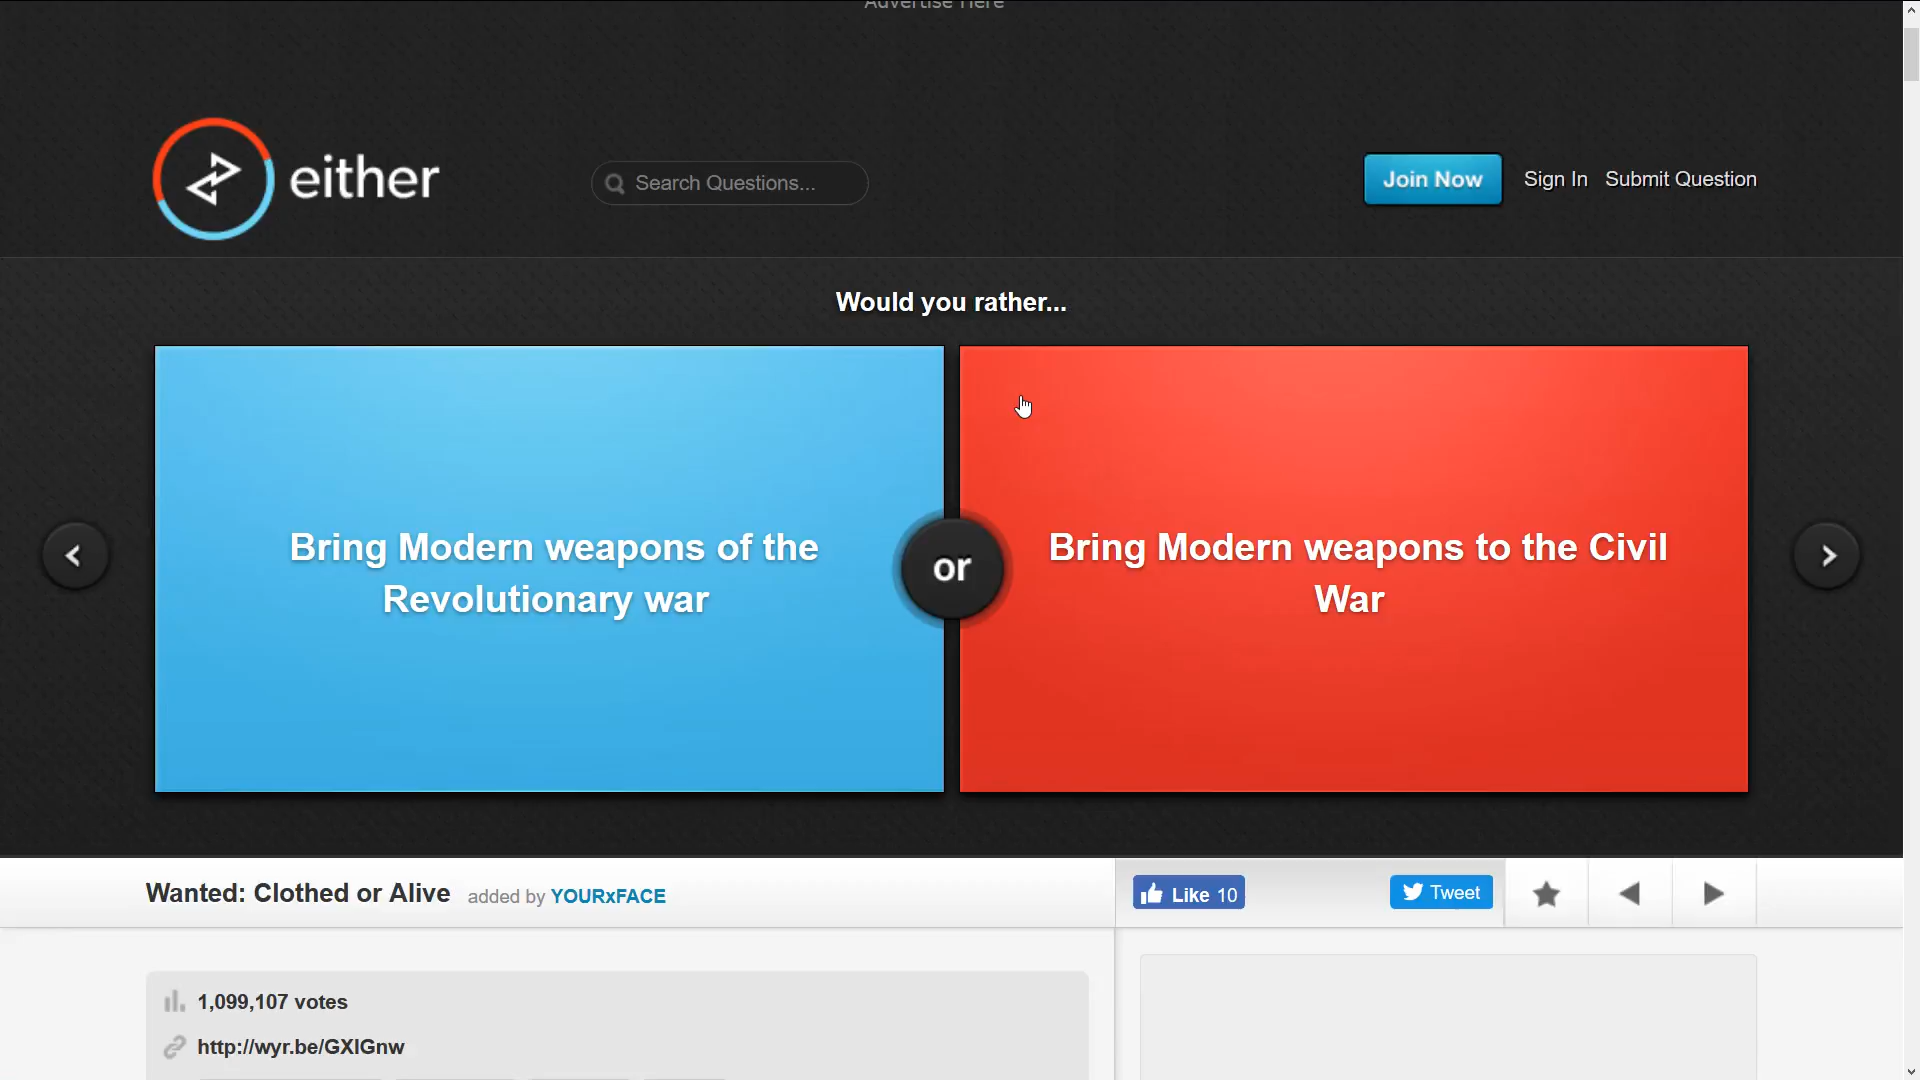 Advertise Here
either
Search Questions...
Join Now
Sign In
Submit Question
Would you rather...
Bring Modern weapons of the
Revolutionary war
or
Bring Modern weapons to the Civil
War
Wanted: Clothed or Alive
added by YOURxFACE
Like 10
Tweet
1,099,107 votes
http://wyr.be/GXIGnw